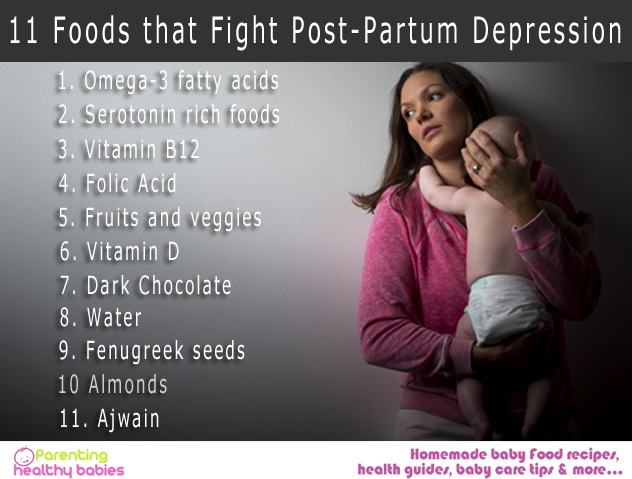 11 Foods that Fight Post-Partum Depression
1. Omega-3 fatty acids
2. Serotonin rich foods
3. Vitamin B12
4. Folic Acid
5. Fruits and veggies
6. Vitamin D
7. Dark Chocolate
8. Water
9. Fenugreek seeds
10 Almonds
11. Ajwain
Parenting
healthy babies
Homemade baby food recipes,
health guides, baby care tips & more...